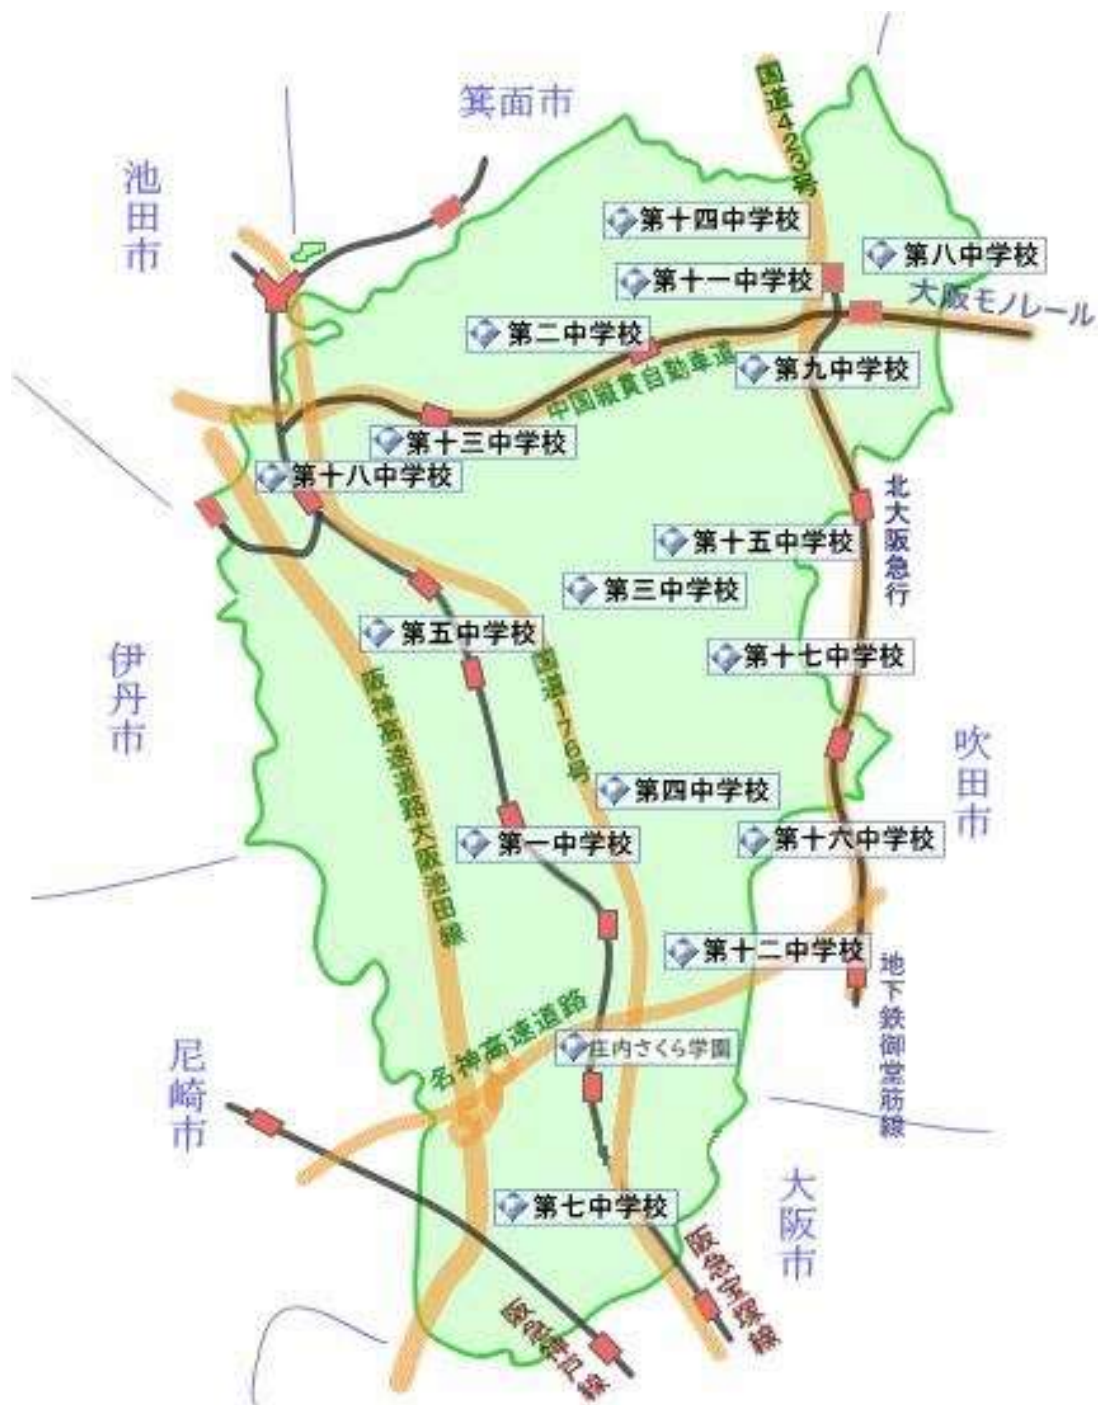 箕面市
国道423号
池田市
第十四中学校
第八中学校
第十一中学校
大阪モノレール
第二中学校
中国縦貫自動車道
第九中学校
第十三中学校
第十八中学校
北大阪急行
第十五中学校
第三中学校
第五中学校
伊丹市
第十七中学校
国道176号
阪神高速道路大阪池田線
吹田市
第四中学校
第一中学校
第十六中学校
第十二中学校
地下鉄御堂筋線
名神高速道路
庄内さくら学園
尼崎市
大阪市
第七中学校
阪急宝塚線
阪急神戸線